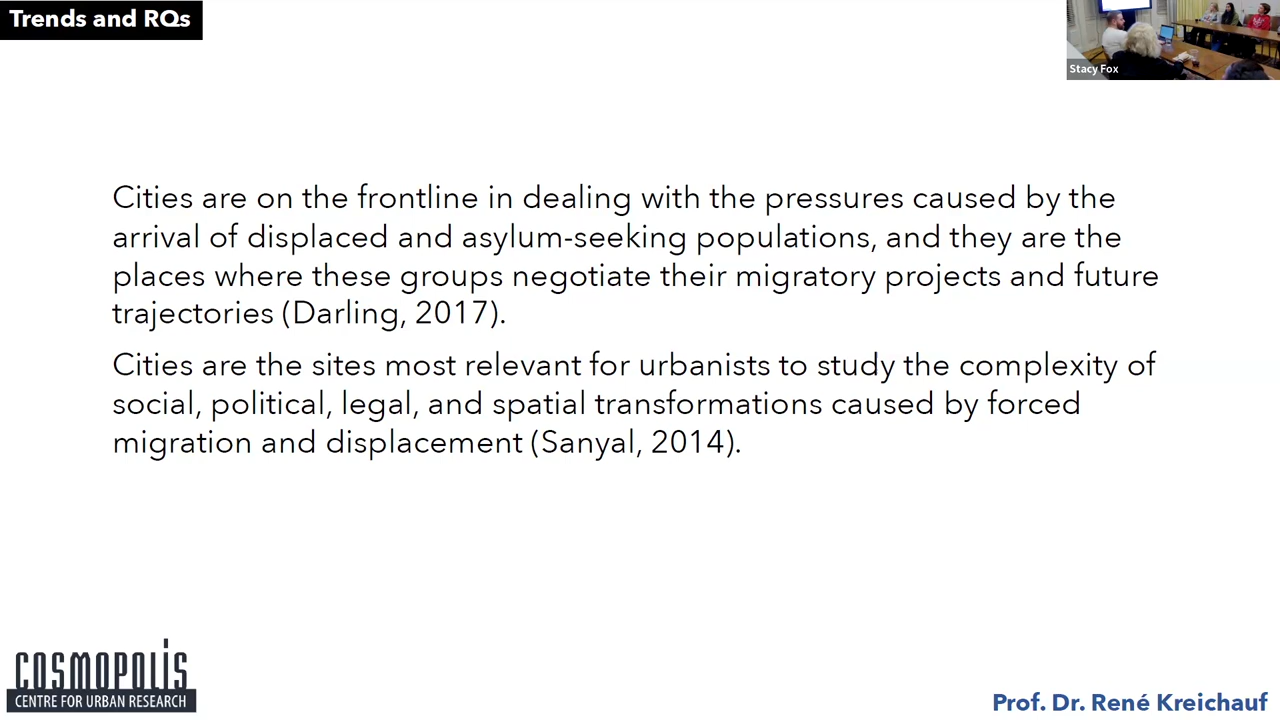 Trends and RQs
Stacy Fox
Cities are on the frontline in dealing with the pressures caused by the
arrival of displaced and asylum-seeking populations, and they are the
places where these groups negotiate their migratory projects and future
trajectories (Darling, 2017).
Cities are the sites most relevant for urbanists to study the complexity of
social, political, legal, and spatial transformations caused by forced
migration and displacement (Sanyal, 2014).
COSMOPOLIS
CENTRE FOR URBAN RESEARCH
Prof. Dr. René Kreichauf